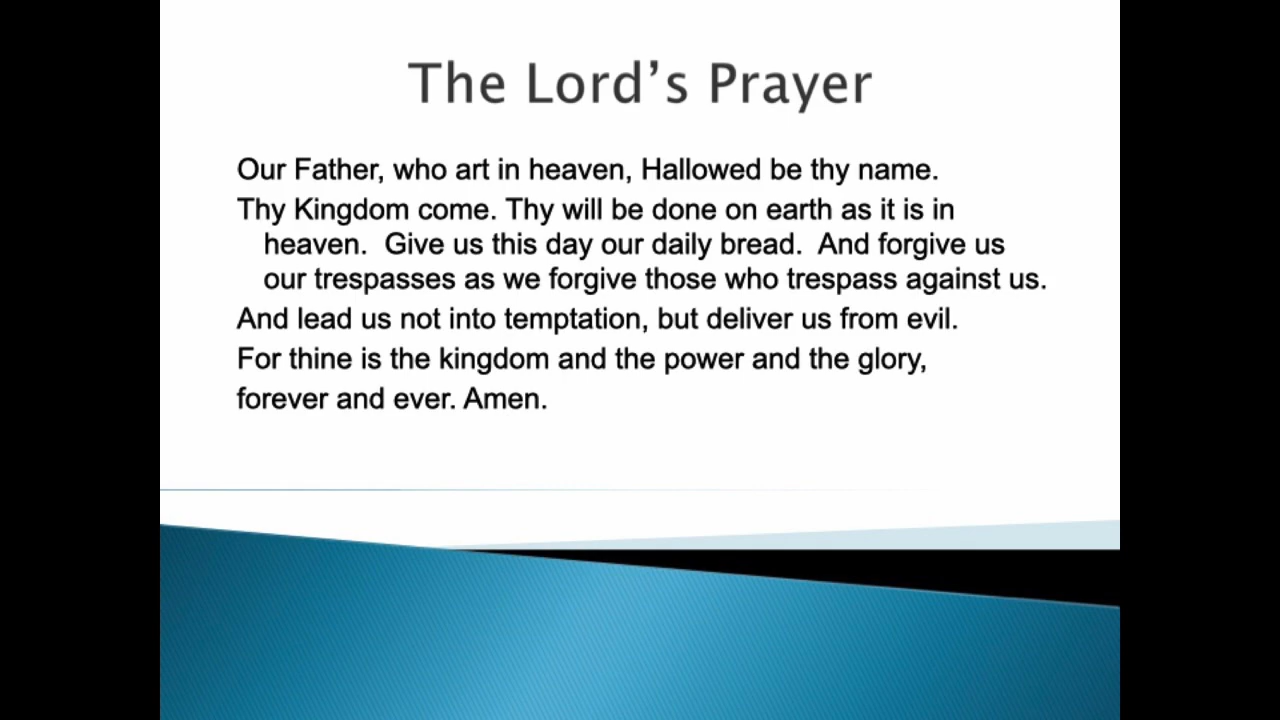 The Lord’s Prayer
Our Father, who art in heaven, Hallowed be thy name.
Thy Kingdom come. Thy will be done on earth as it is in
heaven.  Give us this day our daily bread.  And forgive us
our trespasses as we forgive those who trespass against us.
And lead us not into temptation, but deliver us from evil.
For thine is the kingdom and the power and the glory,
forever and ever. Amen.